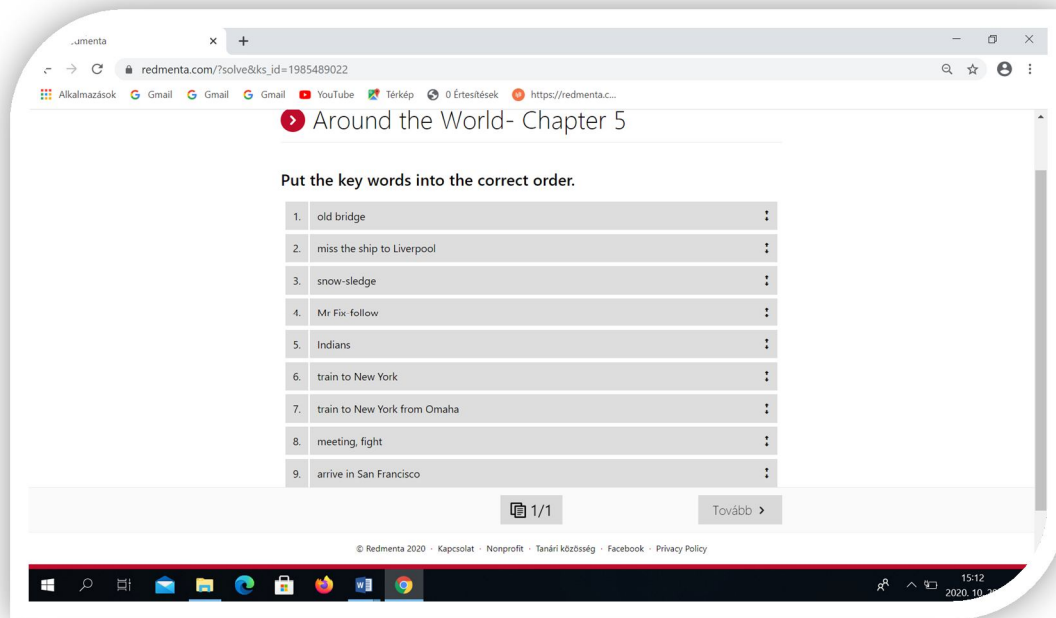 × +
redmenta.com/?solve&ks_id=1985489022
Alkalmazások Gmail Gmail Gmail YouTube Térkép 0 Értesítések https://redmenta.c...
Around the World- Chapter 5
Put the key words into the correct order.
1. old bridge
2. miss the ship to Liverpool
3. snow-sledge
4. Mr Fix-follow
5. Indians
6. train to New York
7. train to New York from Omaha
8. meeting, fight
9. arrive in San Francisco
1/1 Tovább >
© Redmenta 2020 · Kapcsolat · Nonprofit · Tanári közösség · Facebook · Privacy Policy
15:12
2020. 10.